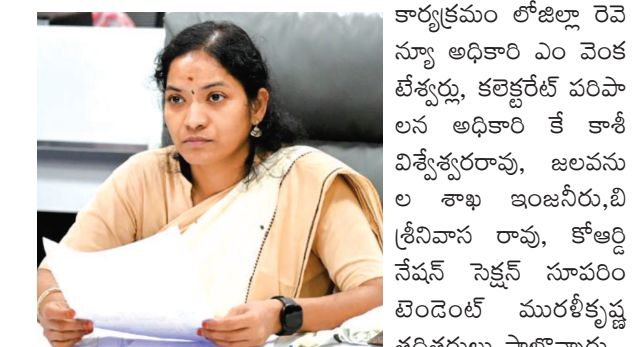 కార్యక్రమం లోజిల్లా రెవె
న్యూ అధికారి ఎం వెంక
టేశ్వర్లు, కలెక్టరేట్ పరిపా
లన అధికారి కే కాశీ
విశ్వేశ్వరరావు, జలవను
ల శాఖ ఇంజనీరు,బి
శ్రీనివాస రావు, కోఆర్డి
నేషన్ సెక్షన్ సూపరిం
టెండెంట్ మురళీకృష్ణ